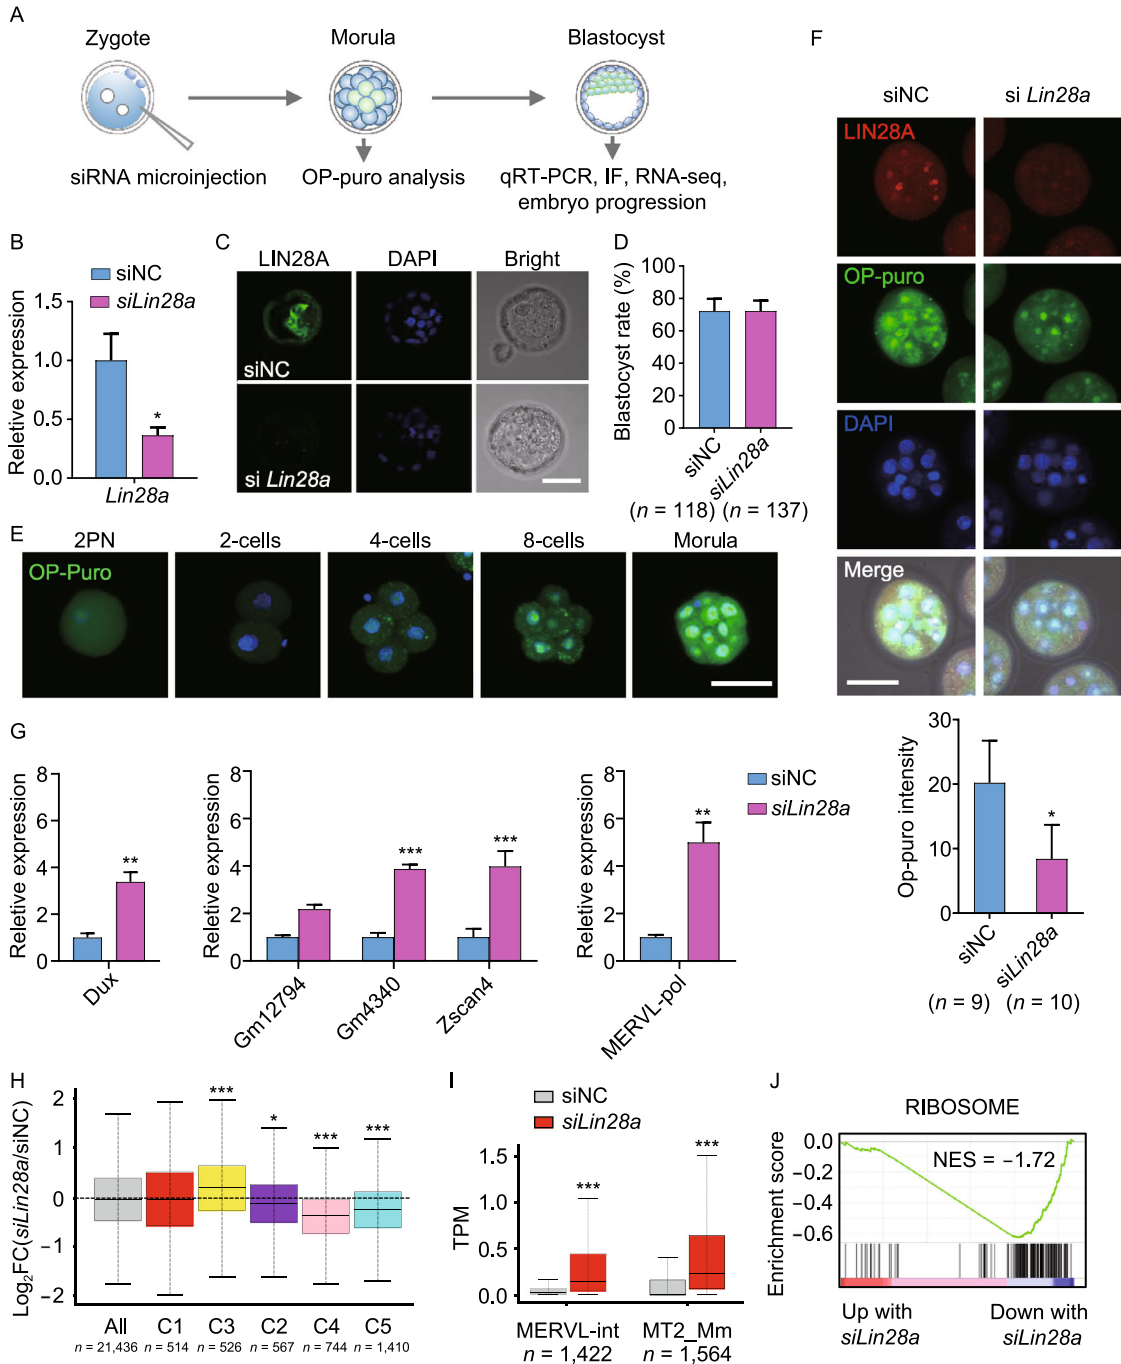 A
Zygote
Morula
Blastocyst
siRNA microinjection
OP-puro analysis
qRT-PCR, IF, RNA-seq,
embryo progression
B
siNC
siLin28a
Reletive expression
1.5
1.0
0.5
0.0
*
Lin28a
C
LIN28A
DAPI
Bright
siNC
si Lin28a
D
Blastocyst rate (%)
100
80
60
40
20
0
siNC
siLin28a
(n = 118) (n = 137)
E
2PN
2-cells
4-cells
8-cells
Morula
OP-Puro
F
siNC
si Lin28a
LIN28A
OP-puro
DAPI
Merge
Op-puro intensity
30
20
10
0
*
siNC
siLin28a
(n = 9)
(n = 10)
G
Reletive expression
8
6
4
2
0
**
Dux
Reletive expression
8
6
4
2
0
***
***
Gm12794
Gm4340
Zscan4
Reletive expression
8
6
4
2
0
**
MERVL-pol
siNC
siLin28a
H
Log2FC(siLin28a/siNC)
2
1
0
−1
−2
***
*
***
***
All
C1
C3
C2
C4
C5
n = 21,436
n = 514
n = 526
n = 567
n = 744
n = 1,410
I
siNC
siLin28a
TPM
1.5
1.0
0.5
0.0
***
***
MERVL-int
MT2_Mm
n = 1,422
n = 1,564
J
RIBOSOME
Enrichment score
0.0
−0.2
−0.4
−0.6
NES = −1.72
Up with
siLin28a
Down with
siLin28a